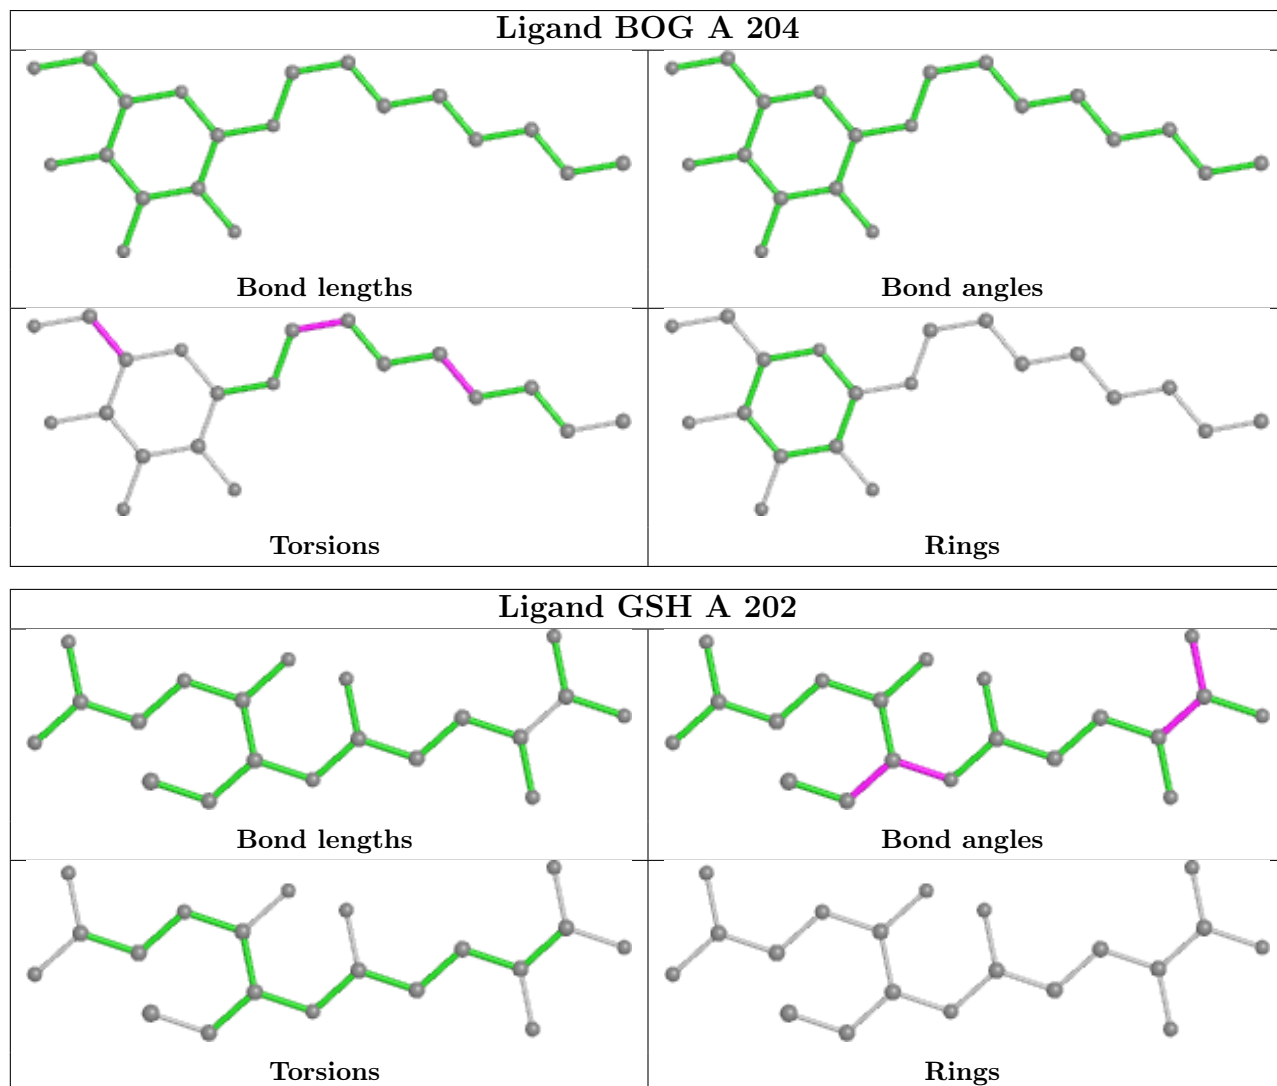 Ligand BOG A 204
Bond lengths
Bond angles
Torsions
Rings
Ligand GSH A 202
Bond lengths
Bond angles
Torsions
Rings